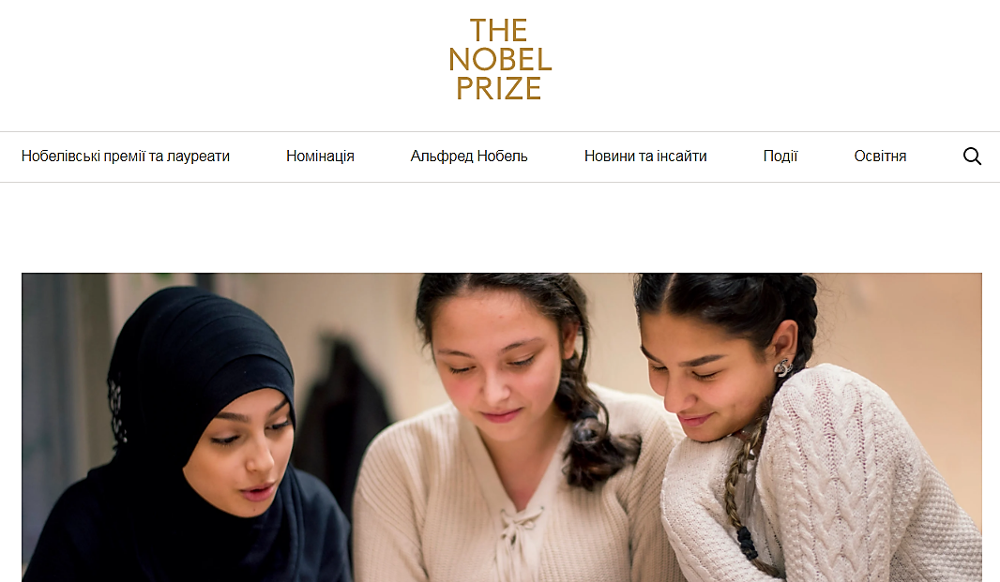 THE
NOBEL
PRIZE
Нобелівські премії та лауреати Номінація Альфред Нобель Новини та інсайти Події Освітня